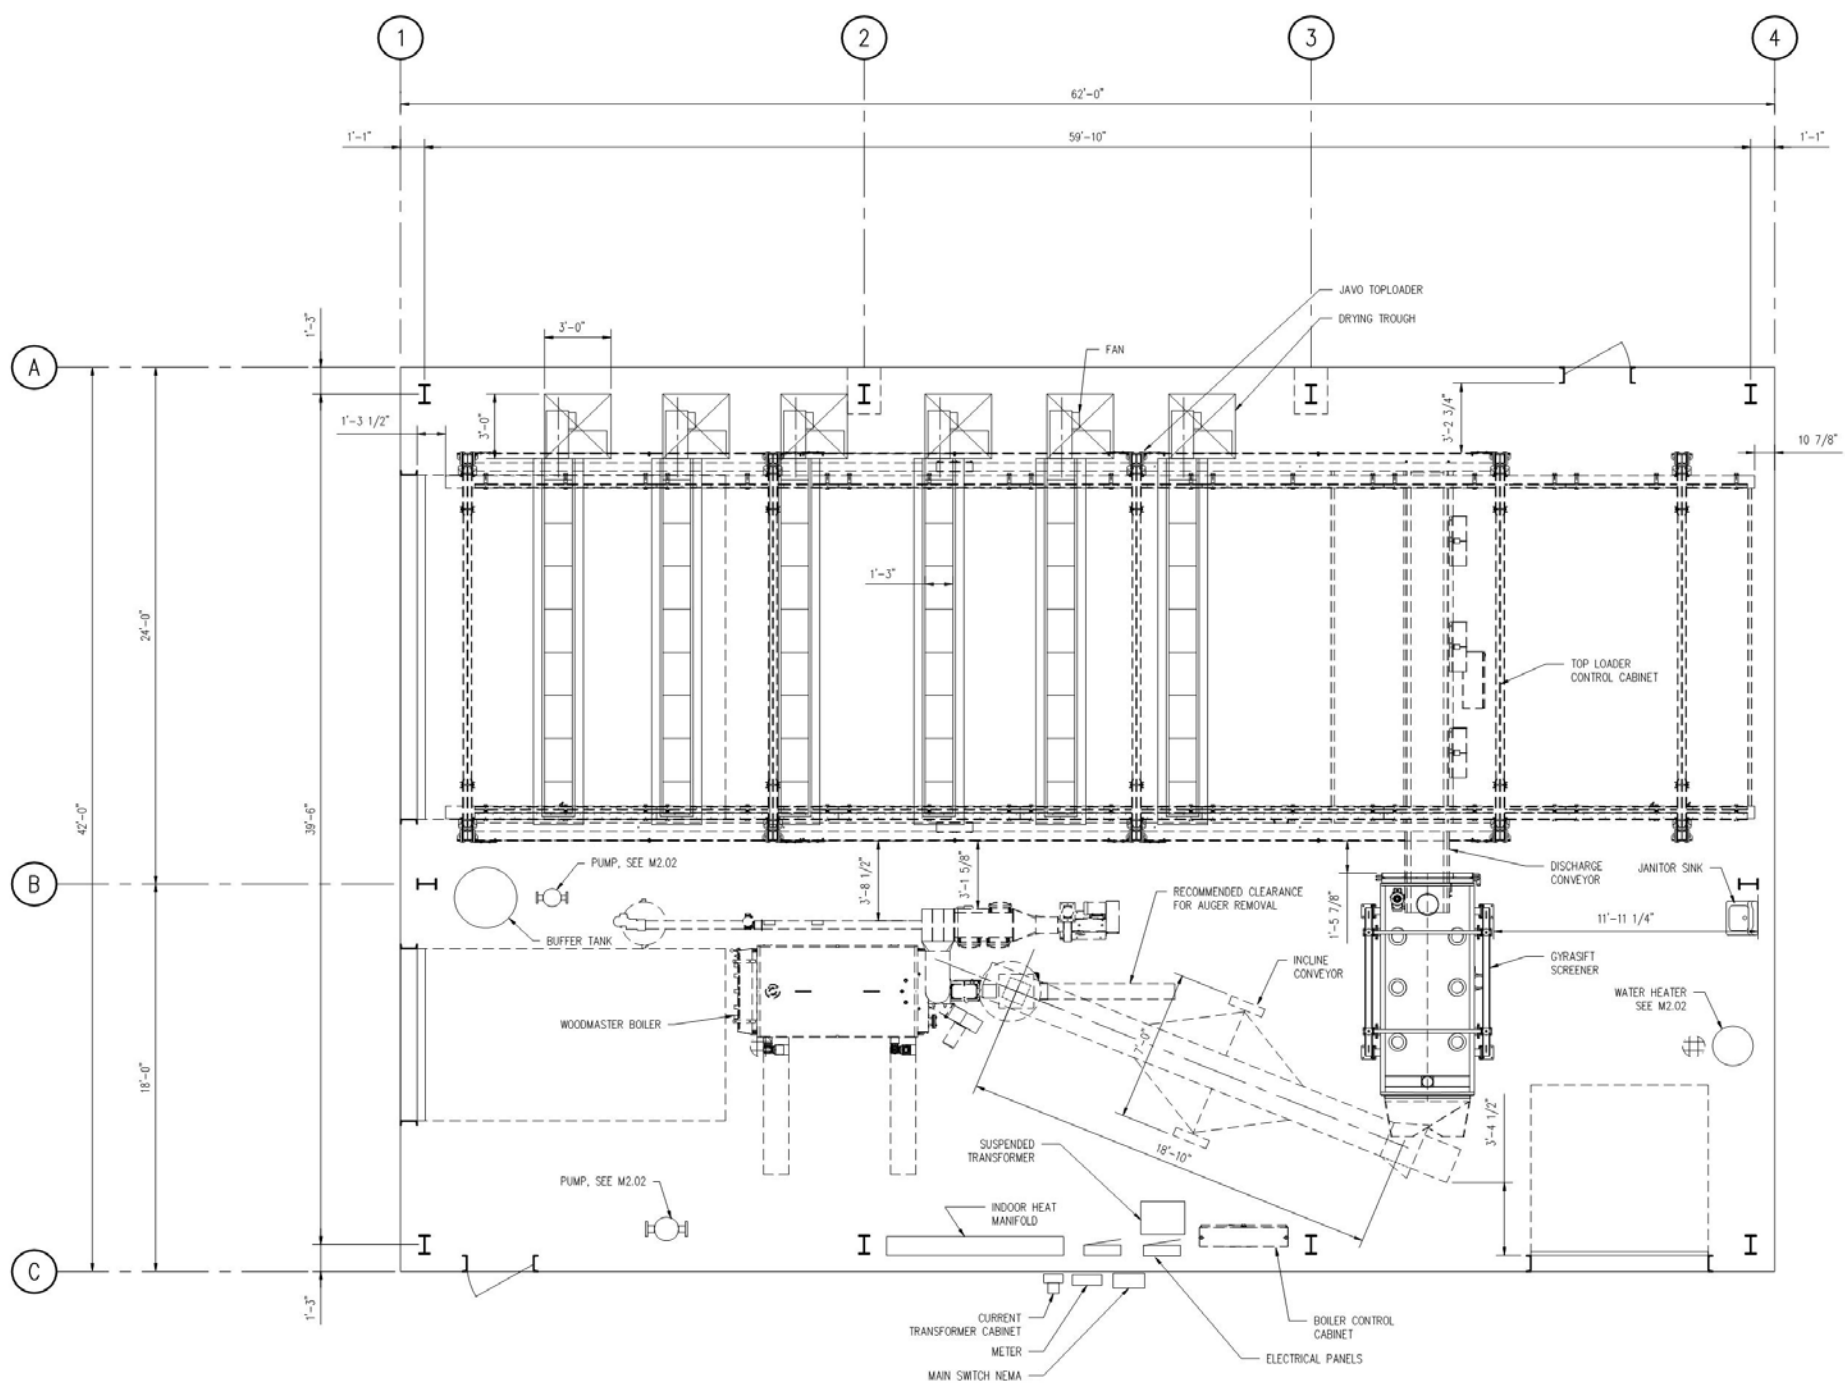 1
2
3
4
62'-0"
1'-1"
59'-10"
1'-1"
JAVO TOPLOADER
1'-3"
DRYING TROUGH
3'-0"
FAN
A
1'-3 1/2"
3'-0"
3'-2 3/4"
10 7/8"
1'-3"
24'-0"
TOP LOADER
CONTROL CABINET
42'-0"
39'-6"
PUMP, SEE M2.02
3'-8 1/2"
3'-1 5/8"
DISCHARGE
CONVEYOR
JANITOR SINK
B
RECOMMENDED CLEARANCE
FOR AUGER REMOVAL
1'-5 7/8"
11'-11 1/4"
BUFFER TANK
INCLINE
CONVEYOR
GYRASIFT
SCREENER
WATER HEATER
SEE M2.02
WOODMASTER BOILER
7'-0"
18'-0"
3'-4 1/2"
SUSPENDED
TRANSFORMER
18'-10"
PUMP, SEE M2.02
INDOOR HEAT
MANIFOLD
C
1'-3"
CURRENT
TRANSFORMER CABINET
BOILER CONTROL
CABINET
METER
ELECTRICAL PANELS
MAIN SWITCH NEMA